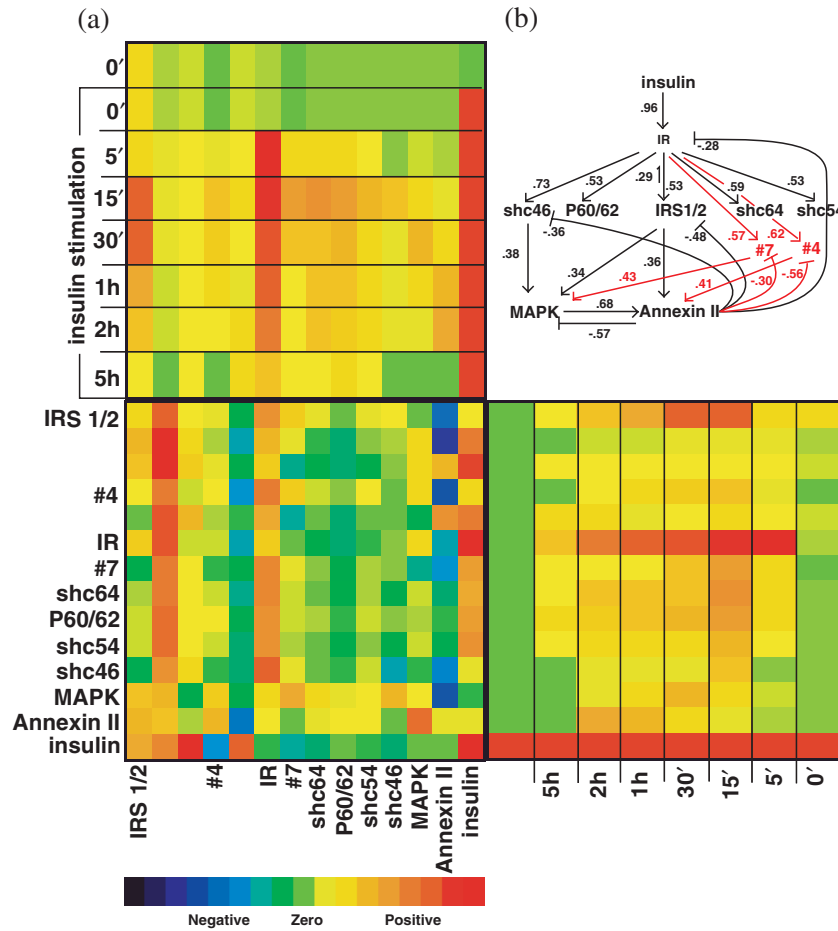 (a)
0′
0′
5′
15′
30′
1h
2h
5h
insulin stimulation
(b)
insulin
.96
IR
-.28
.73
.53
.29
.53
.59
.53
shc46
P60/62
IRS1/2
shc64
shc54
-.36
-.48
.57
.62
#7
#4
.38
.34
.36
.43
.41
-.30
-.56
MAPK
.68
Annexin II
-.57
IRS 1/2
#4
IR
#7
shc64
P60/62
shc54
shc46
MAPK
Annexin II
insulin
IRS 1/2
#4
IR
#7
shc64
P60/62
shc54
shc46
MAPK
Annexin II
insulin
5h
2h
1h
30′
15′
5′
0′
Negative
Zero
Positive